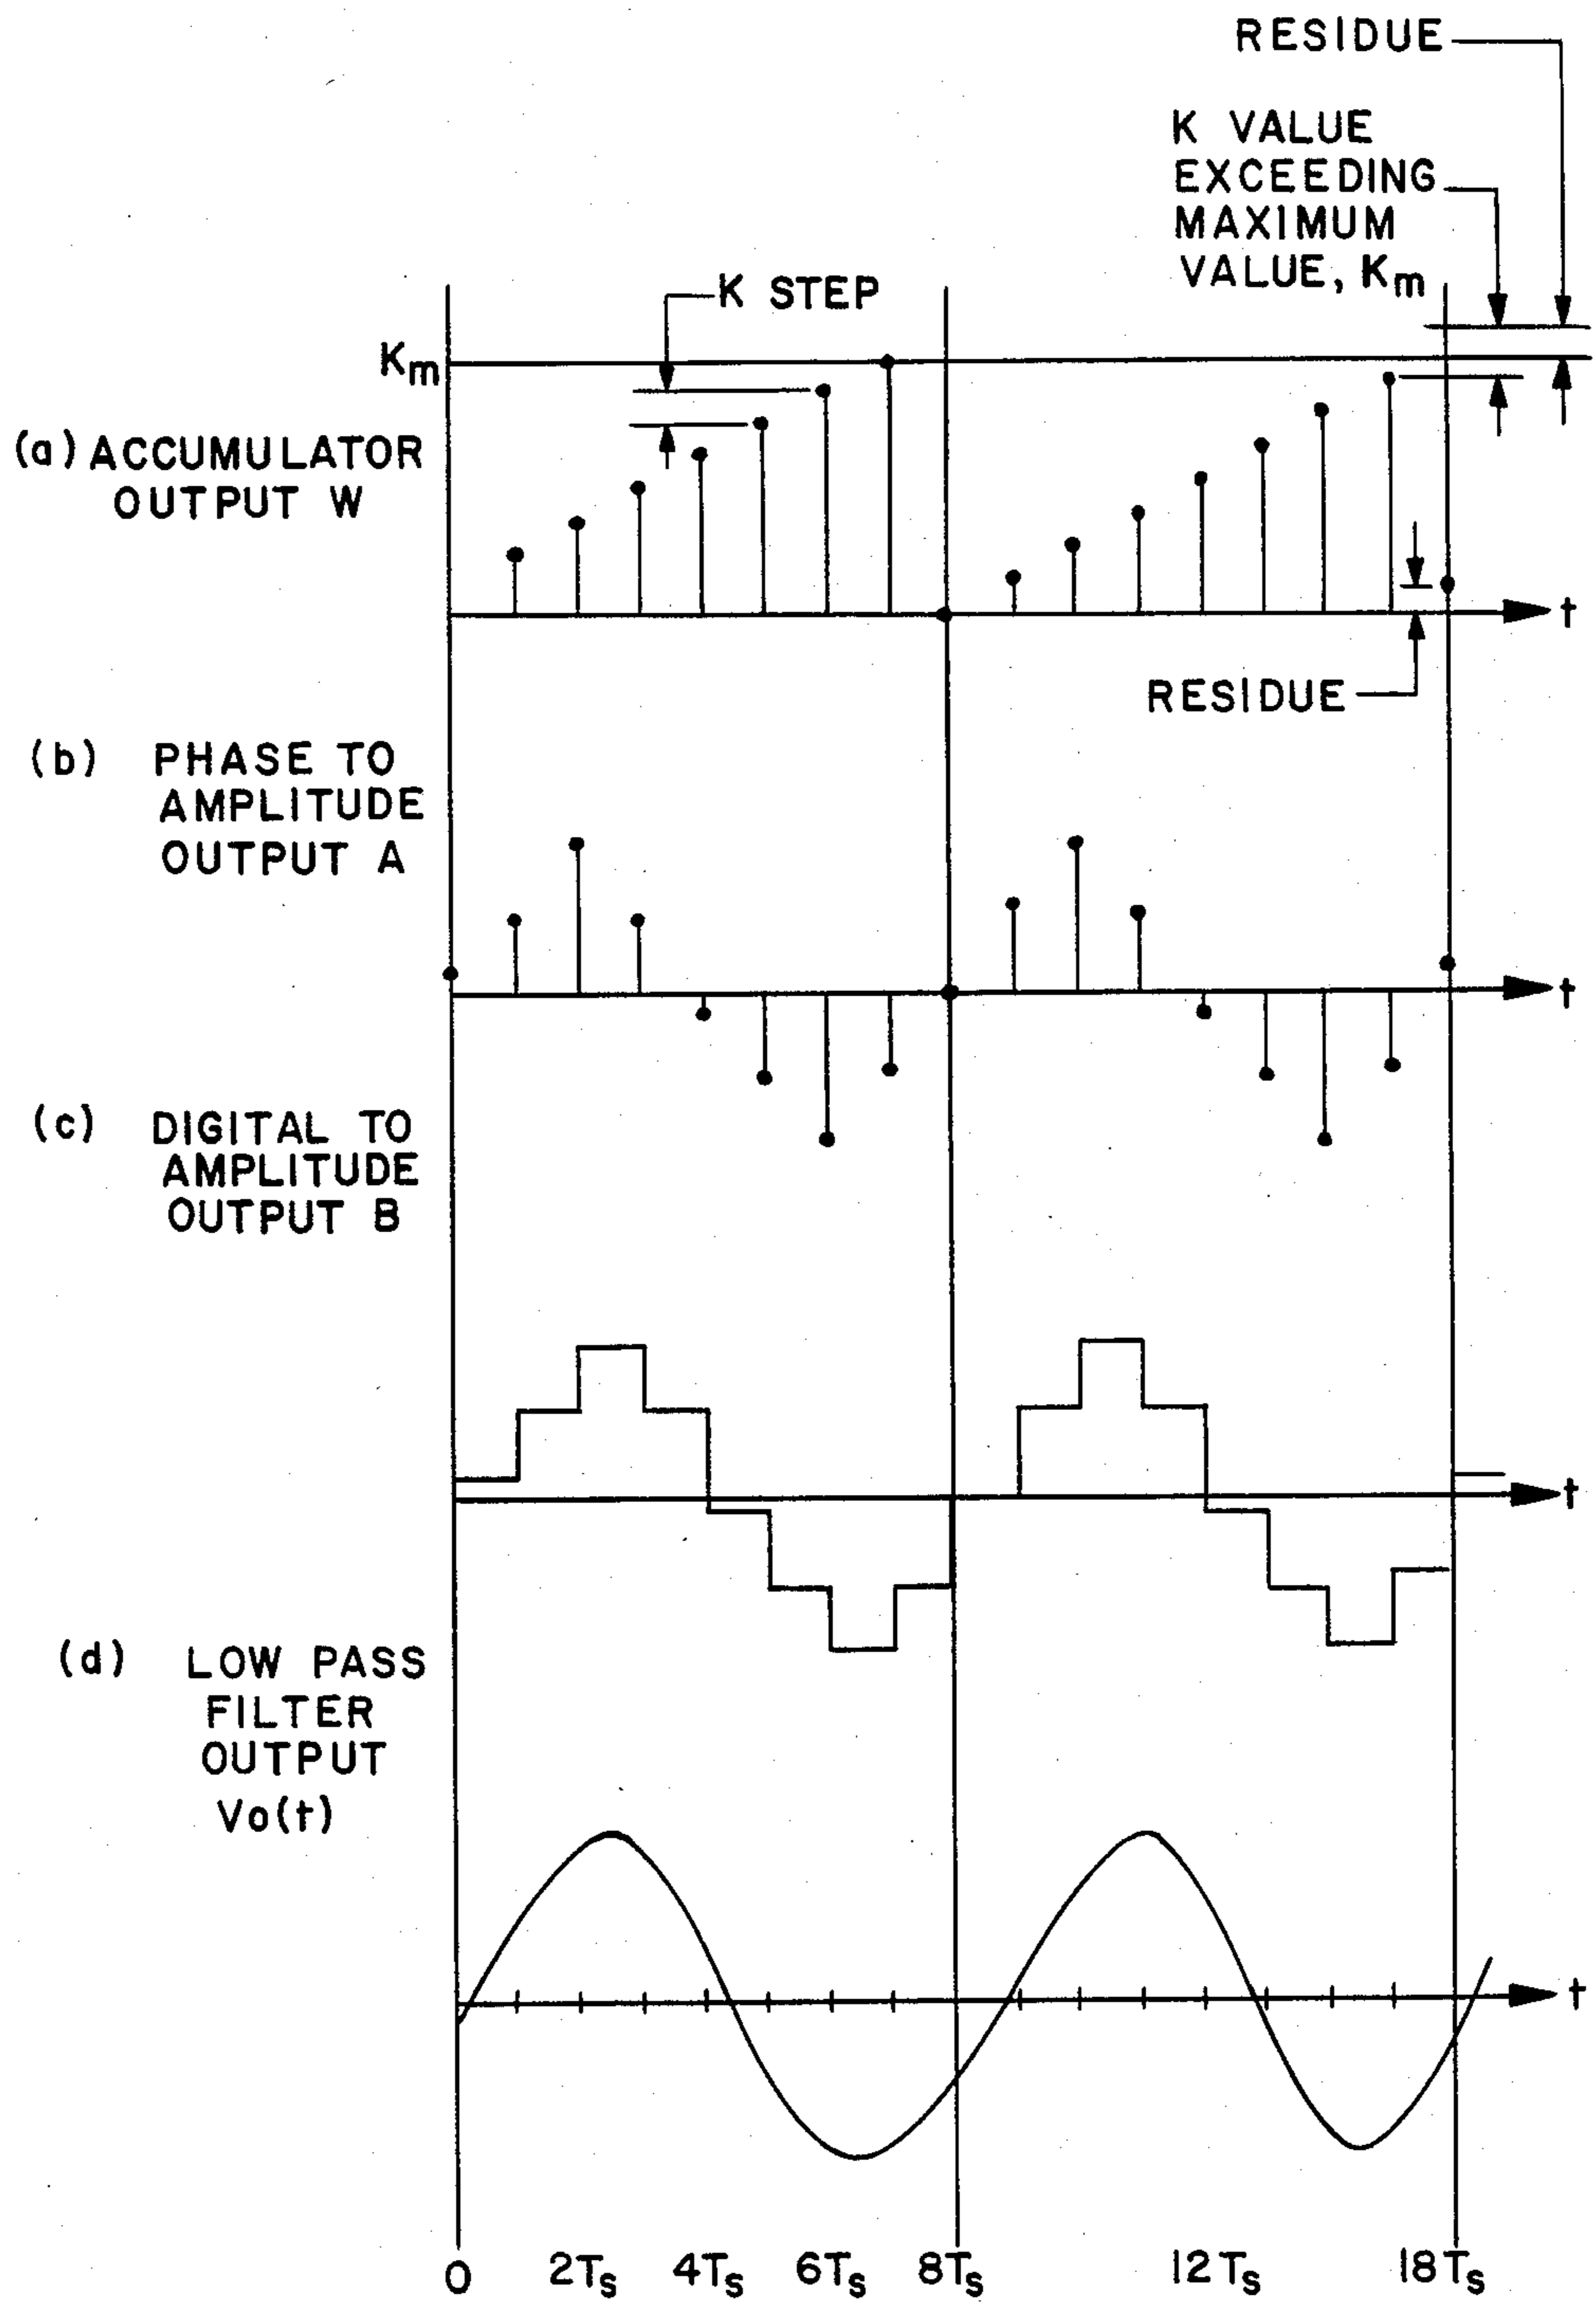 RESIDUE
K VALUE
EXCEEDING
MAXIMUM
VALUE, Km
K STEP
Km
(a) ACCUMULATOR
OUTPUT W
t
RESIDUE
(b) PHASE TO
AMPLITUDE
OUTPUT A
t
(c) DIGITAL TO
AMPLITUDE
OUTPUT B
t
(d) LOW PASS
FILTER
OUTPUT
Vo(t)
t
0 2Ts 4Ts 6Ts 8Ts 12Ts 18Ts